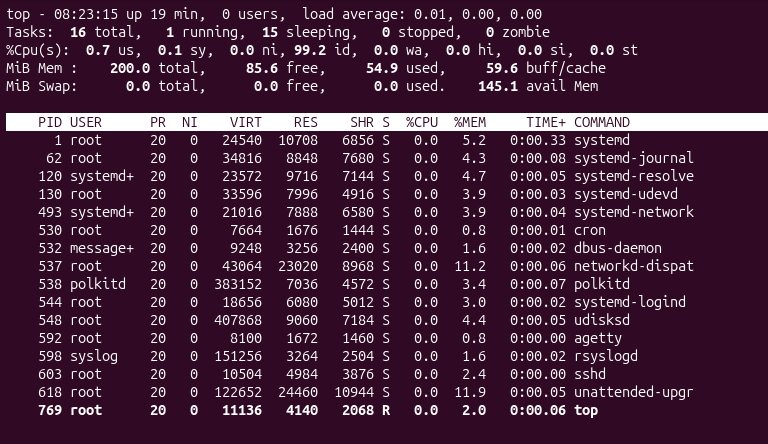 top - 08:23:15 up 19 min,  0 users,  load average: 0.01, 0.00, 0.00
Tasks:  16 total,   1 running,  15 sleeping,   0 stopped,   0 zombie
%Cpu(s):  0.7 us,  0.1 sy,  0.0 ni, 99.2 id,  0.0 wa,  0.0 hi,  0.0 si,  0.0 st
MiB Mem :    200.0 total,     85.6 free,     54.9 used,     59.6 buff/cache
MiB Swap:      0.0 total,      0.0 free,      0.0 used.    145.1 avail Mem
    PID USER      PR  NI    VIRT    RES    SHR S  %CPU  %MEM     TIME+ COMMAND
      1 root      20   0   24540  10708   6856 S   0.0   5.2   0:00.33 systemd
     62 root      20   0   34816   8848   7680 S   0.0   4.3   0:00.08 systemd-journal
    120 systemd+  20   0   23572   9716   7144 S   0.0   4.7   0:00.05 systemd-resolve
    130 root      20   0   33596   7996   4916 S   0.0   3.9   0:00.03 systemd-udevd
    493 systemd+  20   0   21016   7888   6580 S   0.0   3.9   0:00.04 systemd-network
    530 root      20   0    7664   1676   1444 S   0.0   0.8   0:00.01 cron
    532 message+  20   0    9248   3256   2400 S   0.0   1.6   0:00.02 dbus-daemon
    537 root      20   0   43064  23020   8968 S   0.0  11.2   0:00.06 networkd-dispat
    538 polkitd   20   0  383152   7036   4572 S   0.0   3.4   0:00.07 polkitd
    544 root      20   0   18656   6080   5012 S   0.0   3.0   0:00.02 systemd-logind
    548 root      20   0  407868   9060   7184 S   0.0   4.4   0:00.05 udisksd
    592 root      20   0    8100   1672   1460 S   0.0   0.8   0:00.00 agetty
    598 syslog    20   0  151256   3264   2504 S   0.0   1.6   0:00.02 rsyslogd
    603 root      20   0   10504   4984   3876 S   0.0   2.4   0:00.00 sshd
    618 root      20   0  122652  24460  10944 S   0.0  11.9   0:00.05 unattended-upgr
    769 root      20   0   11136   4140   2068 R   0.0   2.0   0:00.06 top